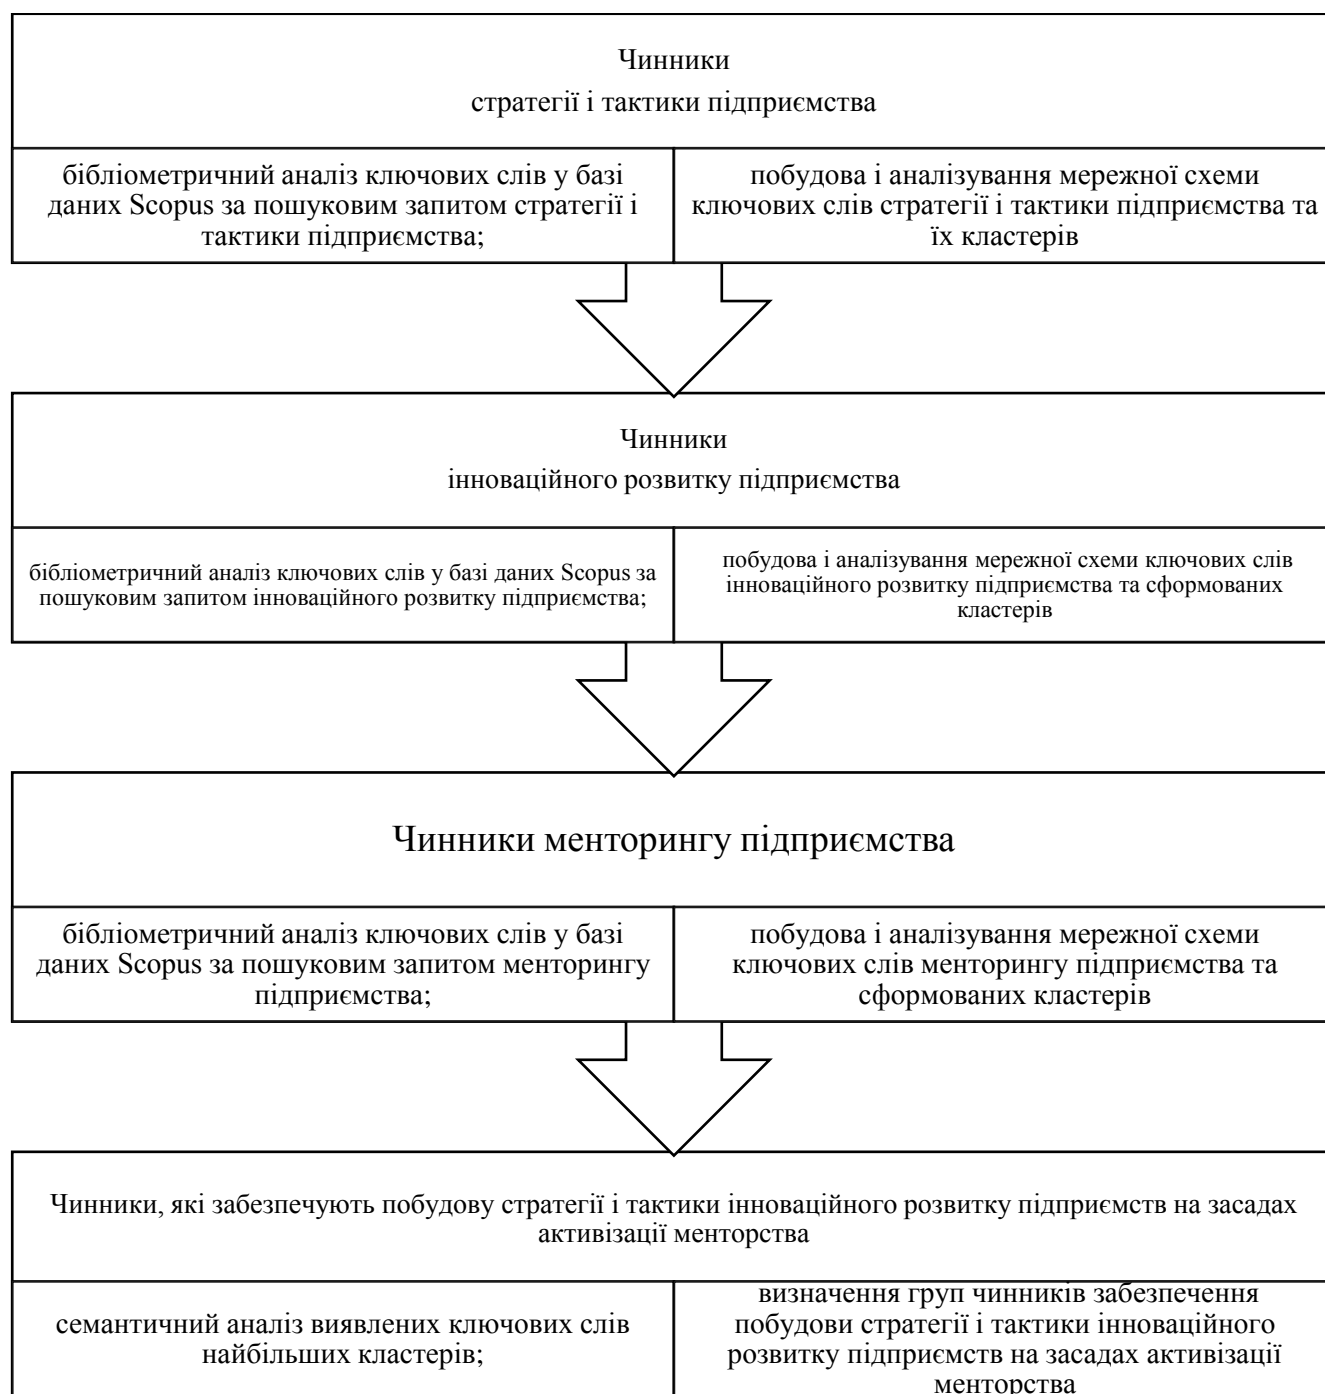 Чинники
стратегії і тактики підприємства
бібліометричний аналіз ключових слів у базі
даних Scopus за пошуковим запитом стратегії і
тактики підприємства;
побудова і аналізування мережної схеми
ключових слів стратегії і тактики підприємства та
їх кластерів
Чинники
інноваційного розвитку підприємства
бібліометричний аналіз ключових слів у базі даних Scopus за
пошуковим запитом інноваційного розвитку підприємства;
побудова і аналізування мережної схеми ключових слів
інноваційного розвитку підприємства та сформованих
кластерів
Чинники менторингу підприємства
бібліометричний аналіз ключових слів у базі
даних Scopus за пошуковим запитом менторингу
підприємства;
побудова і аналізування мережної схеми
ключових слів менторингу підприємства та
сформованих кластерів
Чинники, які забезпечують побудову стратегії і тактики інноваційного розвитку підприємств на засадах
активізації менторства
семантичний аналіз виявлених ключових слів
найбільших кластерів;
визначення груп чинників забезпечення
побудови стратегії і тактики інноваційного
розвитку підприємств на засадах активізації
менторства